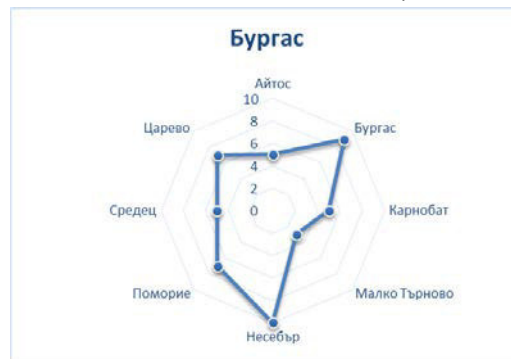 Бургас
Айтос
10
Бургас
8
Царево
6
4
2
Средец
0
Карнобат
Поморие
Малко Търново
Несебър